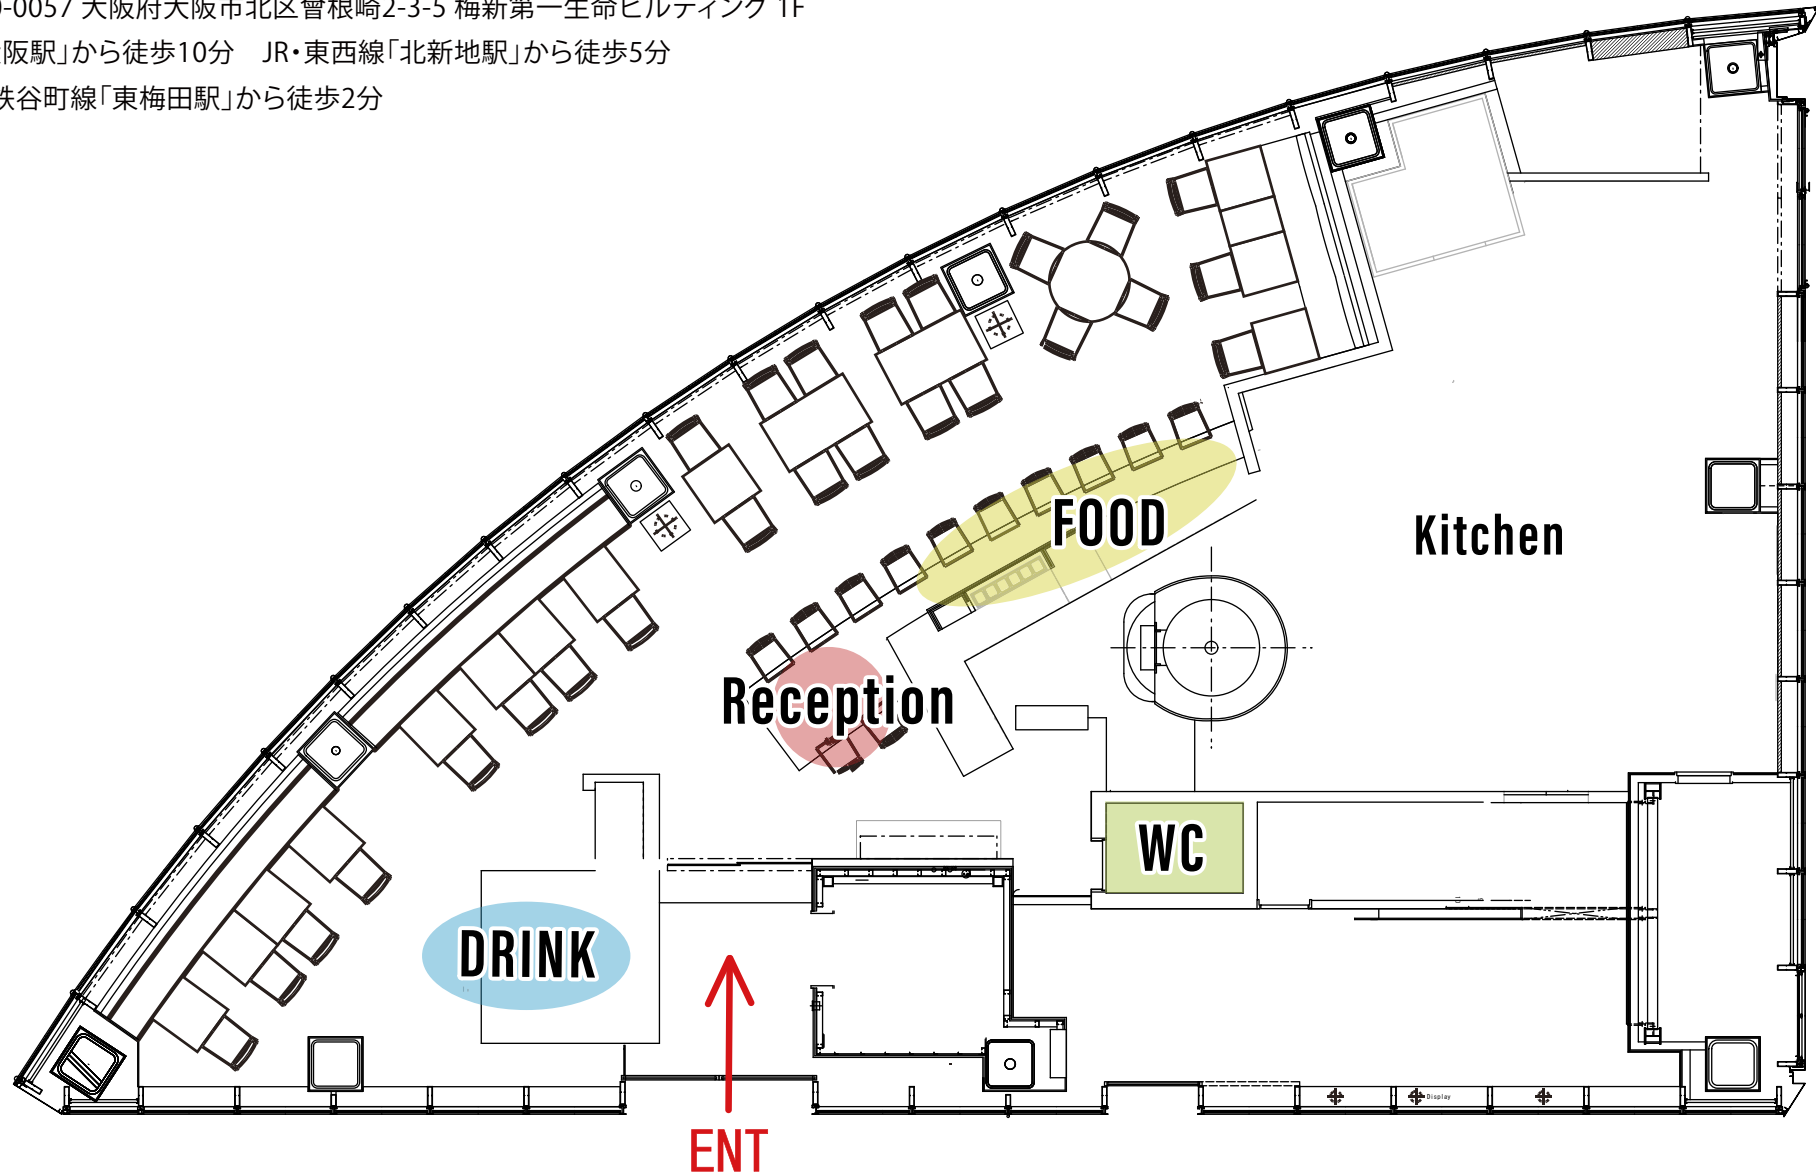 0-0057 大阪府大阪市北区曾根崎2-3-5 梅新第一生命ビルディング 1F
阪駅」から徒歩10分　JR・東西線「北新地駅」から徒歩5分
鉄谷町線「東梅田駅」から徒歩2分
FOOD
Kitchen
Reception
WC
DRINK
Display
ENT